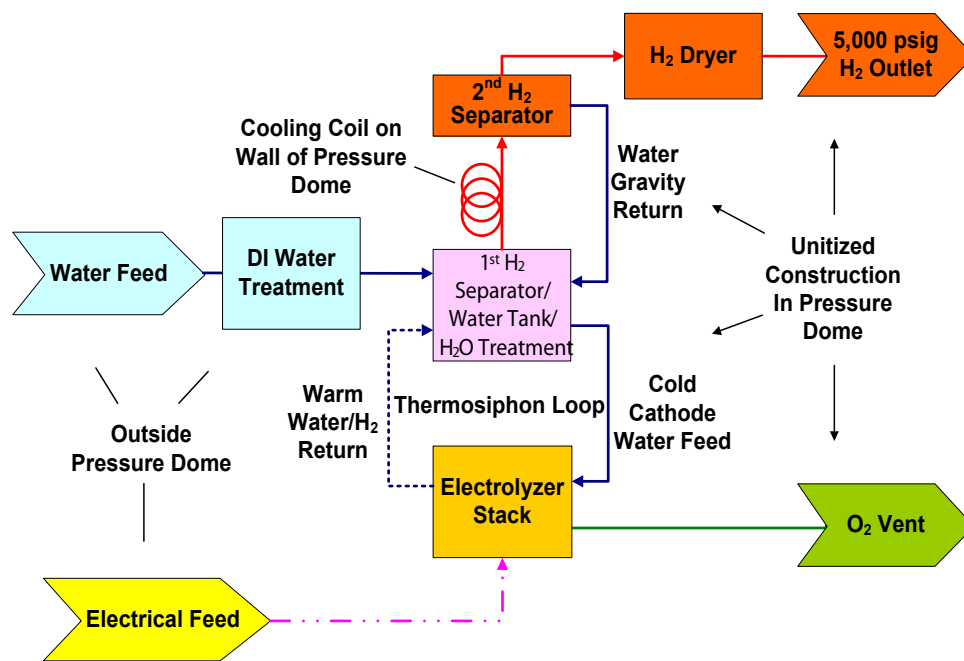 H₂ Dryer
5,000 psig
H₂ Outlet
2nd H₂
Separator
Cooling Coil on
Wall of Pressure
Dome
Water
Gravity
Return
Water Feed
DI Water
Treatment
1st H₂
Separator/
Water Tank/
H₂O Treatment
Unitized
Construction
In Pressure
Dome
Warm
Water/H₂
Return
Thermosiphon Loop
Cold
Cathode
Water Feed
Outside
Pressure Dome
Electrolyzer
Stack
O₂ Vent
Electrical Feed